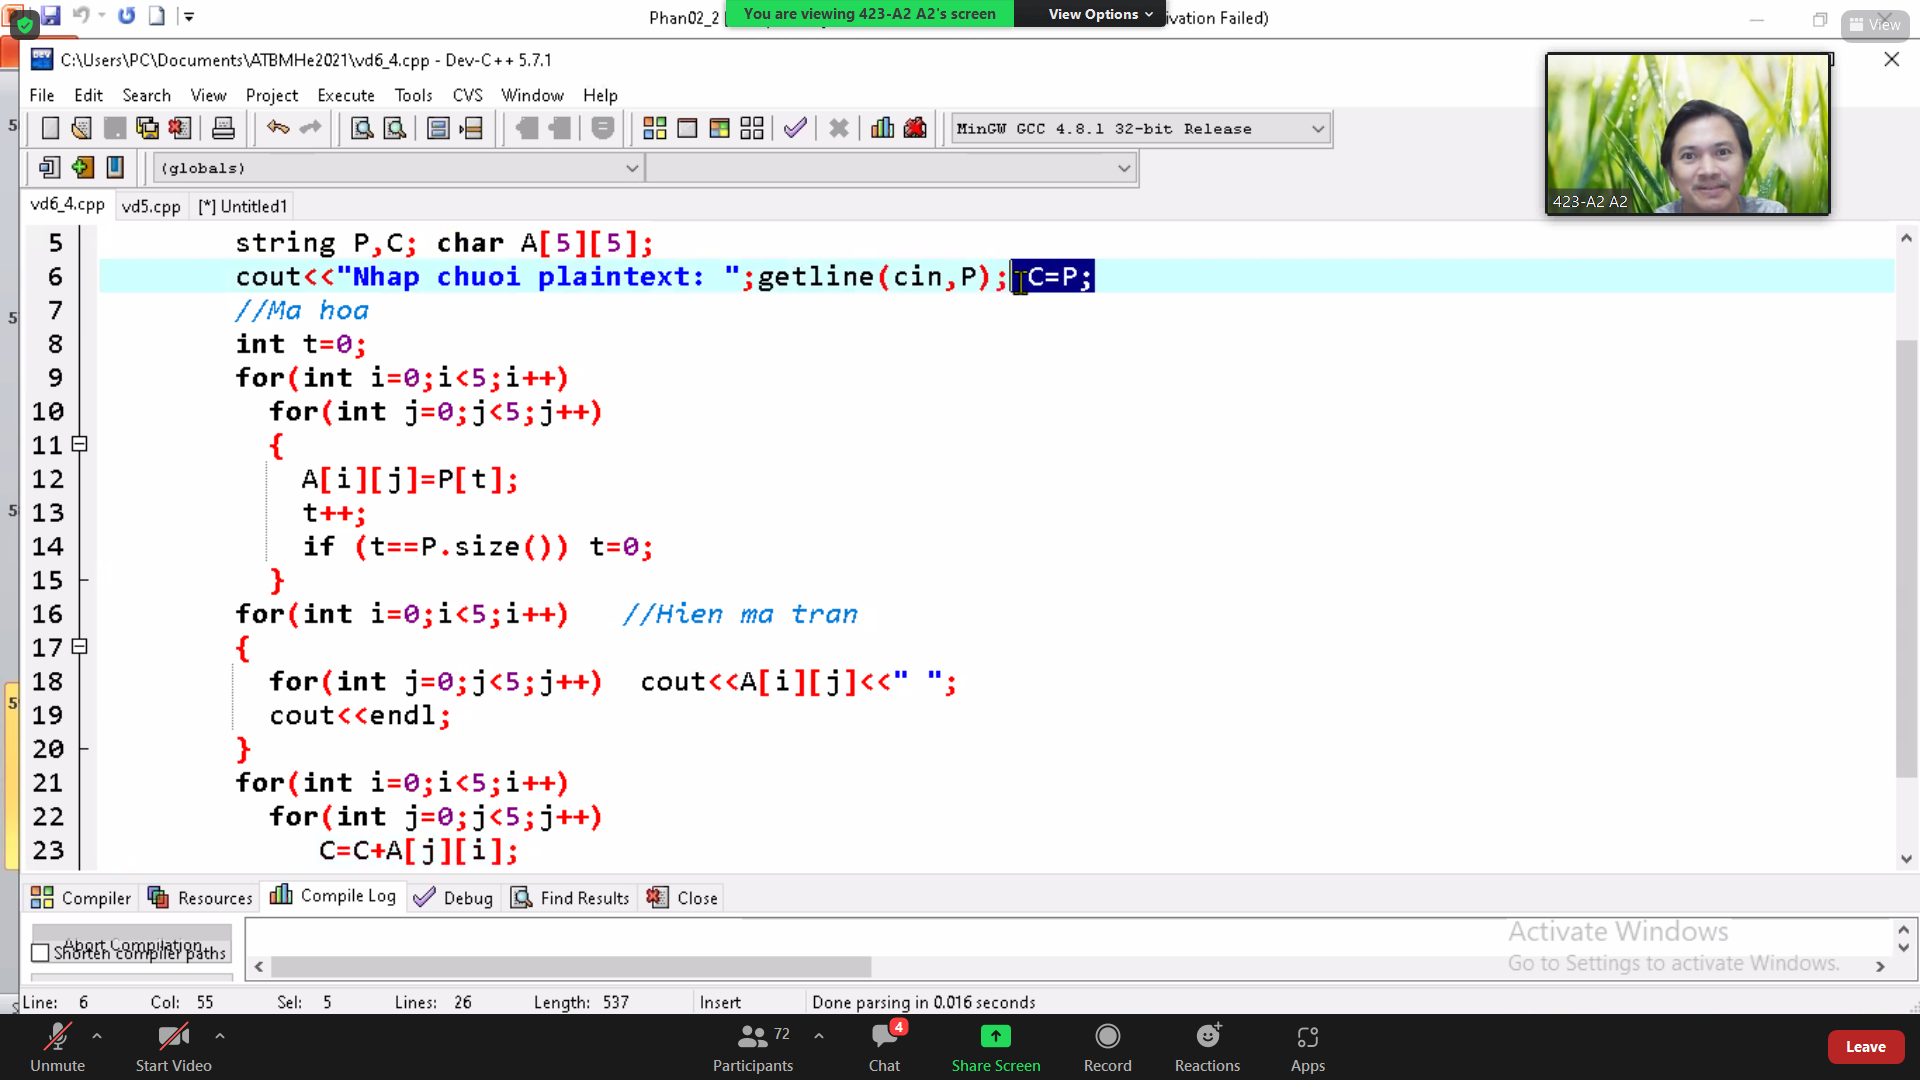 Phan02_2
You are viewing 423-A2 A2's screen
View Options
ivation Failed)
View
C:\Users\PC\Documents\ATBMHe2021\vd6_4.cpp - Dev-C++ 5.7.1
File Edit Search View Project Execute Tools CVS Window Help
MinGW GCC 4.8.1 32-bit Release
(globals)
vd6_4.cpp vd5.cpp [*] Untitled1
423-A2 A2
5 string P,C; char A[5][5];
6 cout<<"Nhap chuoi plaintext: ";getline(cin,P); C=P;
7 //Ma hoa
8 int t=0;
9 for(int i=0;i<5;i++)
10 for(int j=0;j<5;j++)
11 {
12 A[i][j]=P[t];
13 t++;
14 if (t==P.size()) t=0;
15 }
16 for(int i=0;i<5;i++) //Hien ma tran
17 {
18 for(int j=0;j<5;j++) cout<<A[i][j]<<" ";
19 cout<<endl;
20 }
21 for(int i=0;i<5;i++)
22 for(int j=0;j<5;j++)
23 C=C+A[j][i];
Compiler Resources Compile Log Debug Find Results Close
Abort Compilation
Shorten compiler paths
Activate Windows
Go to Settings to activate Windows.
Line: 6 Col: 55 Sel: 5 Lines: 26 Length: 537 Insert Done parsing in 0.016 seconds
72
4
Unmute Start Video Participants Chat Share Screen Record Reactions Apps Leave